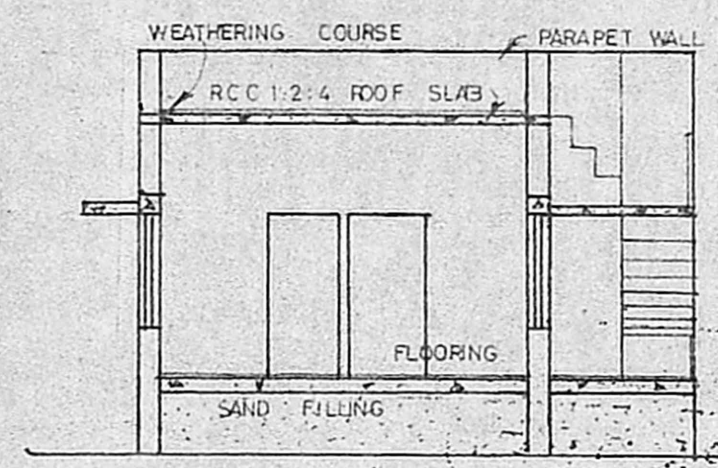 WEATHERING COURSE
PARAPET WALL
RCC 1:2:4 ROOF SLAB
FLOORING
SAND FILLING